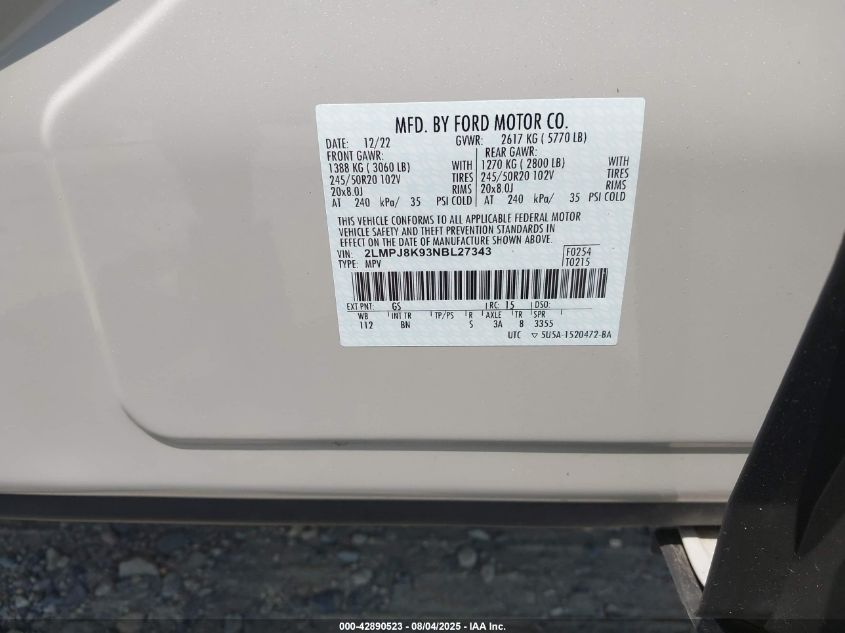 MFD. BY FORD MOTOR CO.
DATE: 12/22 GVWR: 2617 KG ( 5770 LB)
FRONT GAWR: REAR GAWR:
1388 KG ( 3060 LB) WITH 1270 KG ( 2800 LB) WITH
245/50R20 102V TIRES 245/50R20 102V TIRES
20x8.0J RIMS 20x8.0J RIMS
AT 240 kPa/ 35 PSI COLD AT 240 kPa/ 35 PSI COLD
THIS VEHICLE CONFORMS TO ALL APPLICABLE FEDERAL MOTOR
VEHICLE SAFETY AND THEFT PREVENTION STANDARDS IN
EFFECT ON THE DATE OF MANUFACTURE SHOWN ABOVE.
VIN: 2LMPJ8K93NBL27343 F0254
TYPE: MPV T0215
EXT PNT: GS RC: 15 DSO:
WB INT TR TP/PS R AXLE TR SPR
112 BN S 3A 8 3355
UTC ▽ 5U5A-1520472-BA
000-42890523 - 08/04/2025 - IAA Inc.